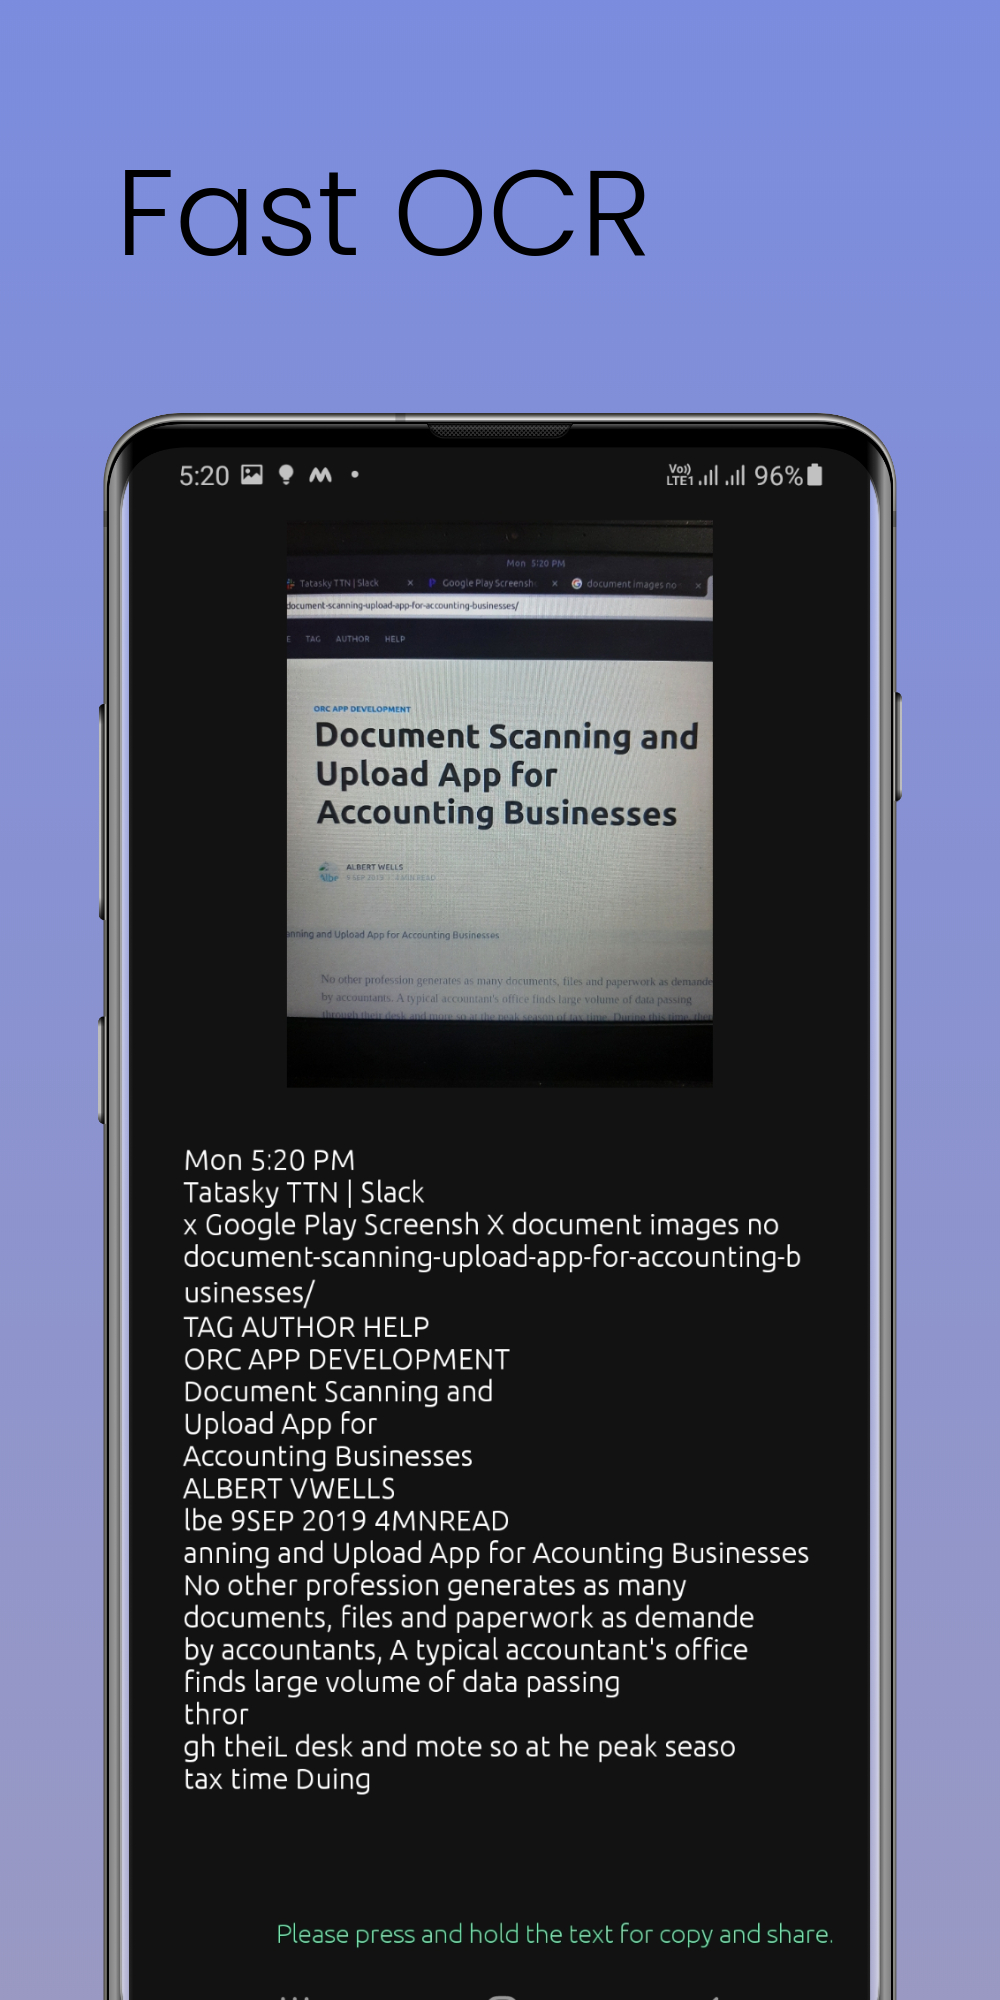 Fast OCR
5:20
Vo))
LTE1
96%
Mon 5:20 PM
Tatasky TTN | Slack × Google Play Screensh × document images no ×
document-scanning-upload-app-for-accounting-businesses/
E TAG AUTHOR HELP
ORC APP DEVELOPMENT
Document Scanning and
Upload App for
Accounting Businesses
ALBERT WELLS
9 SEP 2019
MIN READ
anning and Upload App for Accounting Businesses
No other profession generates as many documents, files and paperwork as demande
by accountants. A typical accountant's office finds large volume of data passing
through their desk and more so at the peak season of tax time. During this time,
Mon 5:20 PM
Tatasky TTN | Slack
x Google Play Screensh X document images no
document-scanning-upload-app-for-accounting-b
usinesses/
TAG AUTHOR HELP
ORC APP DEVELOPMENT
Document Scanning and
Upload App for
Accounting Businesses
ALBERT VWELLS
lbe 9SEP 2019 4MNREAD
anning and Upload App for Acounting Businesses
No other profession generates as many
documents, files and paperwork as demande
by accountants, A typical accountant's office
finds large volume of data passing
thror
gh theiL desk and mote so at he peak seaso
tax time Duing
Please press and hold the text for copy and share.